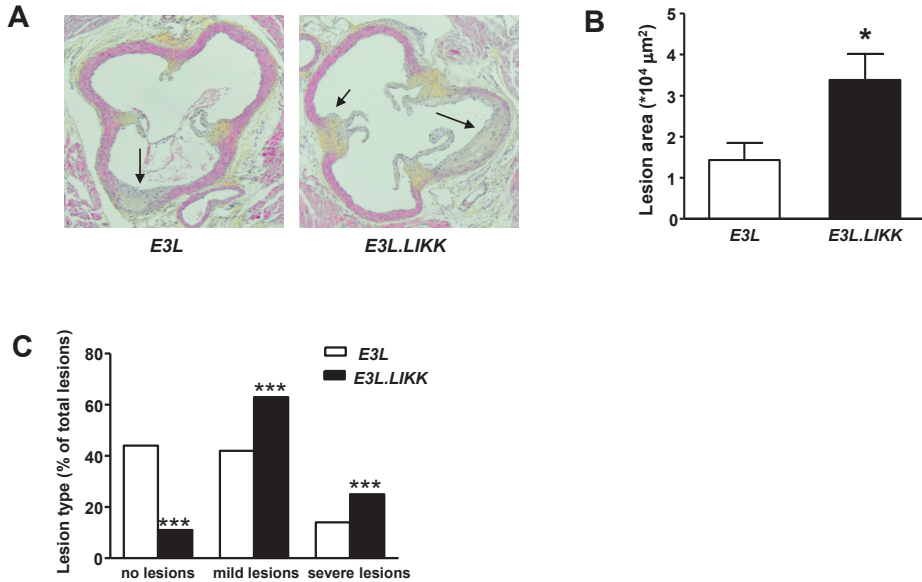 A
E3L
E3L.LIKK
B
Lesion area (*10⁴ µm²)
5
4
3
2
1
0
*
E3L
E3L.LIKK
C
Lesion type (% of total lesions)
80
60
40
20
0
E3L
E3L.LIKK
***
***
***
no lesions
mild lesions
severe lesions